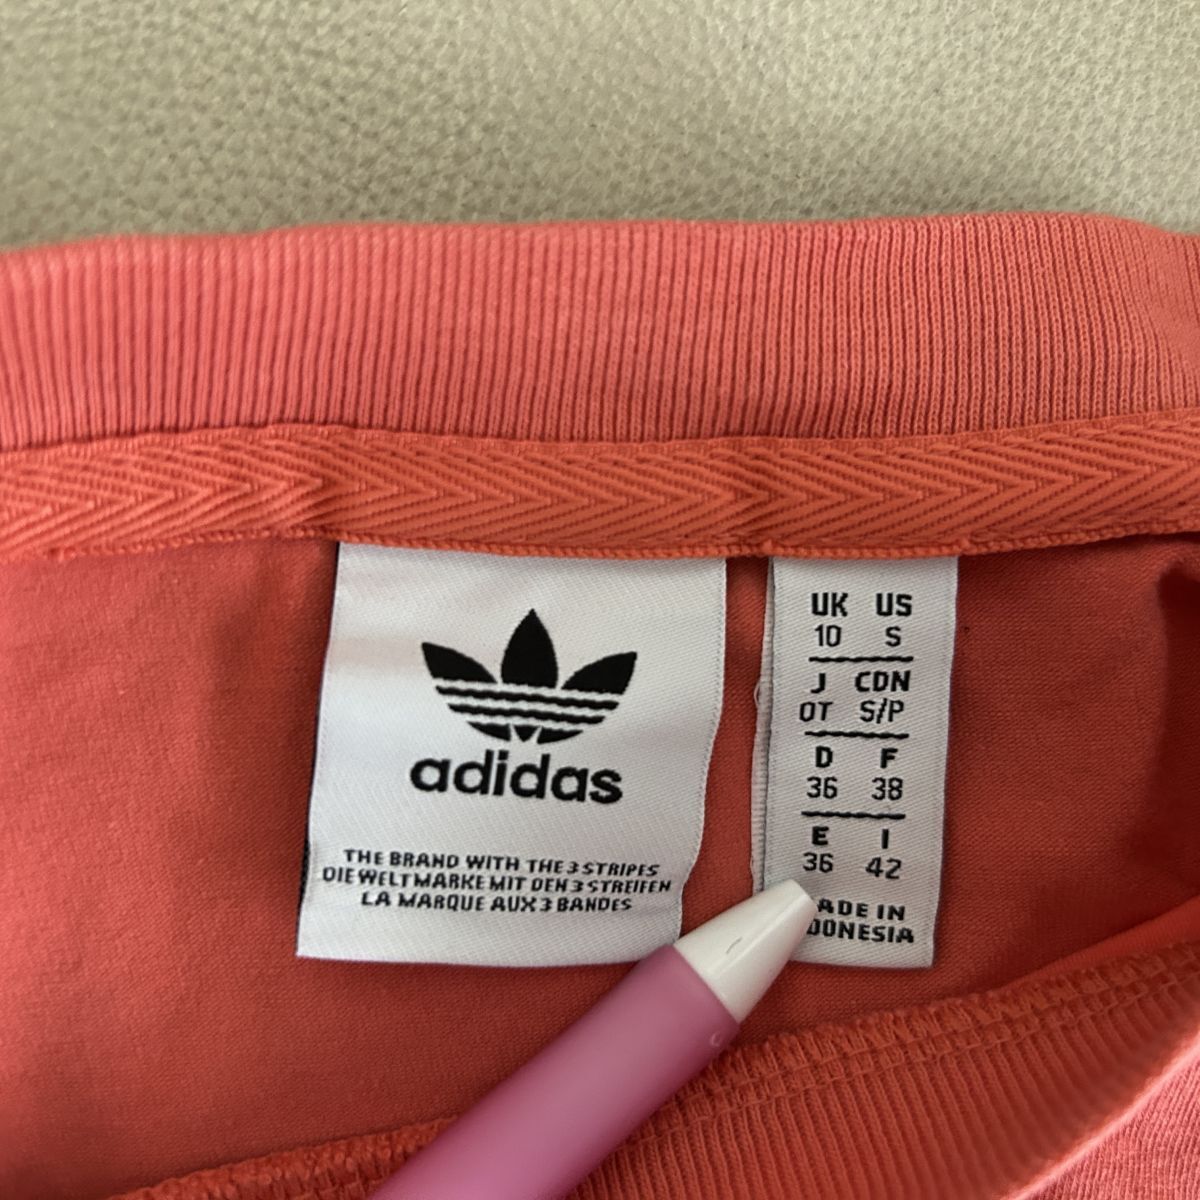 adidas
THE BRAND WITH THE 3 STRIPES
DIE WELTMARKE MIT DEN 3 STREIFEN
LA MARQUE AUX 3 BANDES
UK US
10 S
J CDN
OT S/P
D F
36 38
E I
36 42
ADE IN
DONESIA